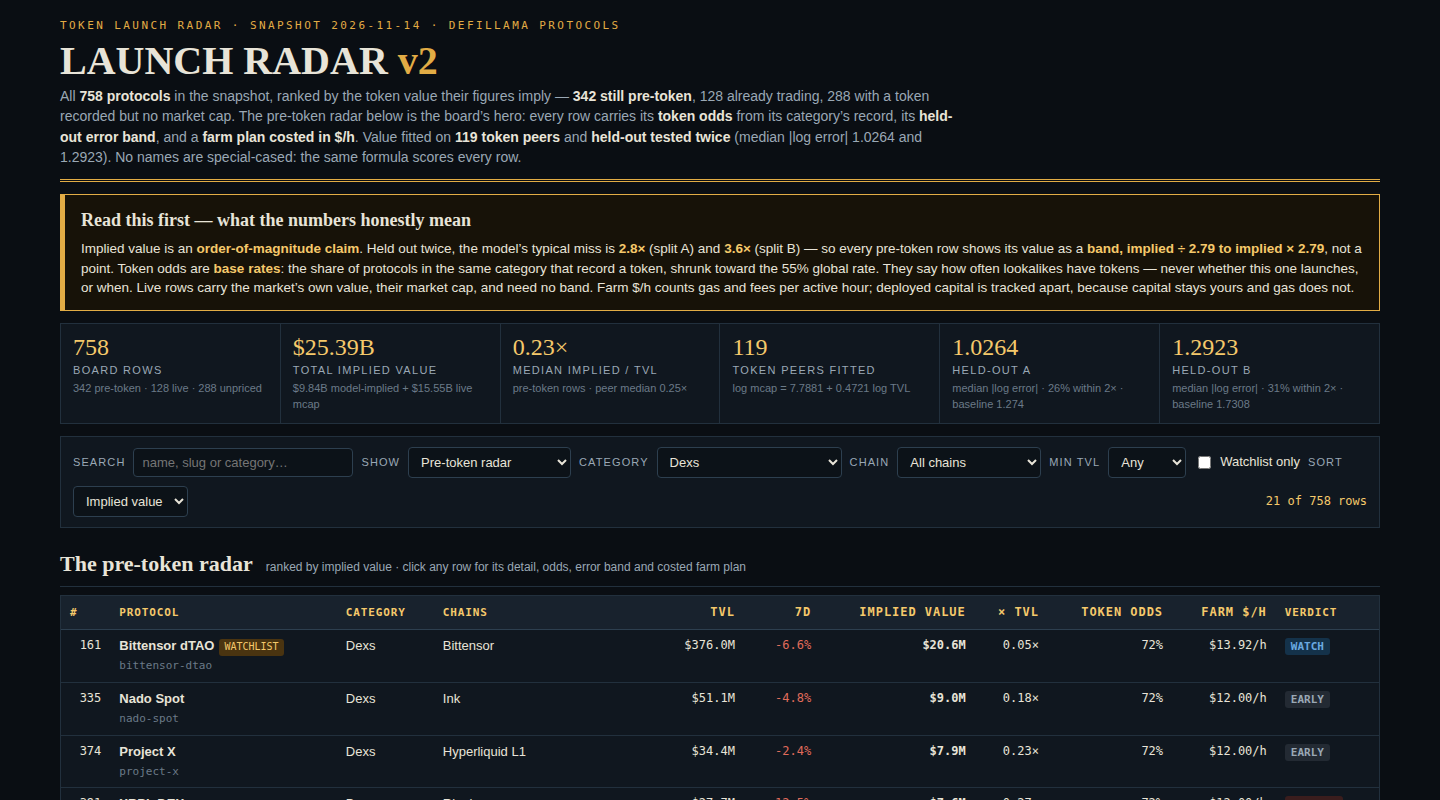 TOKEN LAUNCH RADAR · SNAPSHOT 2026-11-14 · DEFILLAMA PROTOCOLS
LAUNCH RADAR v2
All 758 protocols in the snapshot, ranked by the token value their figures imply — 342 still pre-token, 128 already trading, 288 with a token
recorded but no market cap. The pre-token radar below is the board’s hero: every row carries its token odds from its category’s record, its held-
out error band, and a farm plan costed in $/h. Value fitted on 119 token peers and held-out tested twice (median |log error| 1.0264 and
1.2923). No names are special-cased: the same formula scores every row.
Read this first — what the numbers honestly mean
Implied value is an order-of-magnitude claim. Held out twice, the model’s typical miss is 2.8× (split A) and 3.6× (split B) — so every pre-token row shows its value as a band, implied ÷ 2.79 to implied × 2.79, not a
point. Token odds are base rates: the share of protocols in the same category that record a token, shrunk toward the 55% global rate. They say how often lookalikes have tokens — never whether this one launches,
or when. Live rows carry the market’s own value, their market cap, and need no band. Farm $/h counts gas and fees per active hour; deployed capital is tracked apart, because capital stays yours and gas does not.
758
BOARD ROWS
342 pre-token · 128 live · 288 unpriced
$25.39B
TOTAL IMPLIED VALUE
$9.84B model-implied + $15.55B live
mcap
0.23×
MEDIAN IMPLIED / TVL
pre-token rows · peer median 0.25×
119
TOKEN PEERS FITTED
log mcap = 7.7881 + 0.4721 log TVL
1.0264
HELD-OUT A
median |log error| · 26% within 2× ·
baseline 1.274
1.2923
HELD-OUT B
median |log error| · 31% within 2× ·
baseline 1.7308
SEARCH name, slug or category… SHOW Pre-token radar CATEGORY Dexs CHAIN All chains MIN TVL Any Watchlist only SORT
Implied value 21 of 758 rows
The pre-token radar ranked by implied value · click any row for its detail, odds, error band and costed farm plan
# PROTOCOL CATEGORY CHAINS TVL 7D IMPLIED VALUE × TVL TOKEN ODDS FARM $/H VERDICT
161 Bittensor dTAO WATCHLIST Dexs Bittensor $376.0M -6.6% $20.6M 0.05× 72% $13.92/h WATCH
bittensor-dtao
335 Nado Spot Dexs Ink $51.1M -4.8% $9.0M 0.18× 72% $12.00/h EARLY
nado-spot
374 Project X Dexs Hyperliquid L1 $34.4M -2.4% $7.9M 0.23× 72% $12.00/h EARLY
project-x